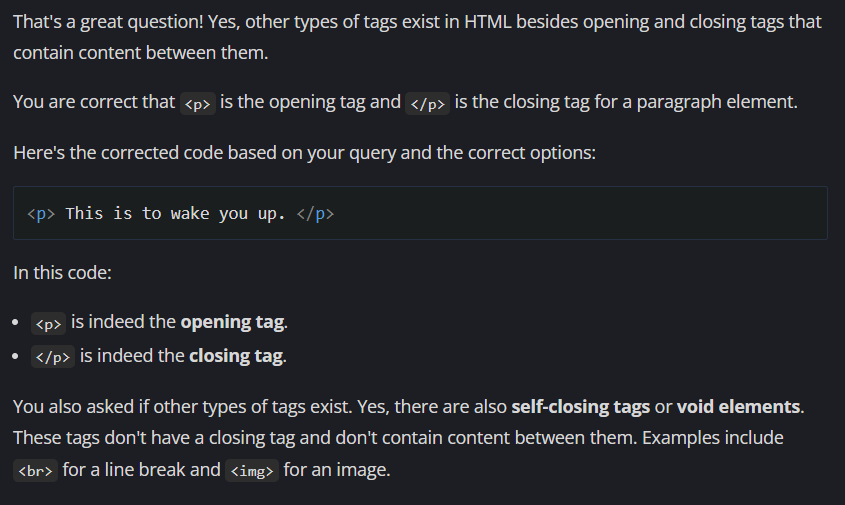 That's a great question! Yes, other types of tags exist in HTML besides opening and closing tags that
contain content between them.
You are correct that <p> is the opening tag and </p> is the closing tag for a paragraph element.
Here's the corrected code based on your query and the correct options:
<p> This is to wake you up. </p>
In this code:
• <p> is indeed the opening tag.
• </p> is indeed the closing tag.
You also asked if other types of tags exist. Yes, there are also self-closing tags or void elements.
These tags don't have a closing tag and don't contain content between them. Examples include
<br> for a line break and <img> for an image.